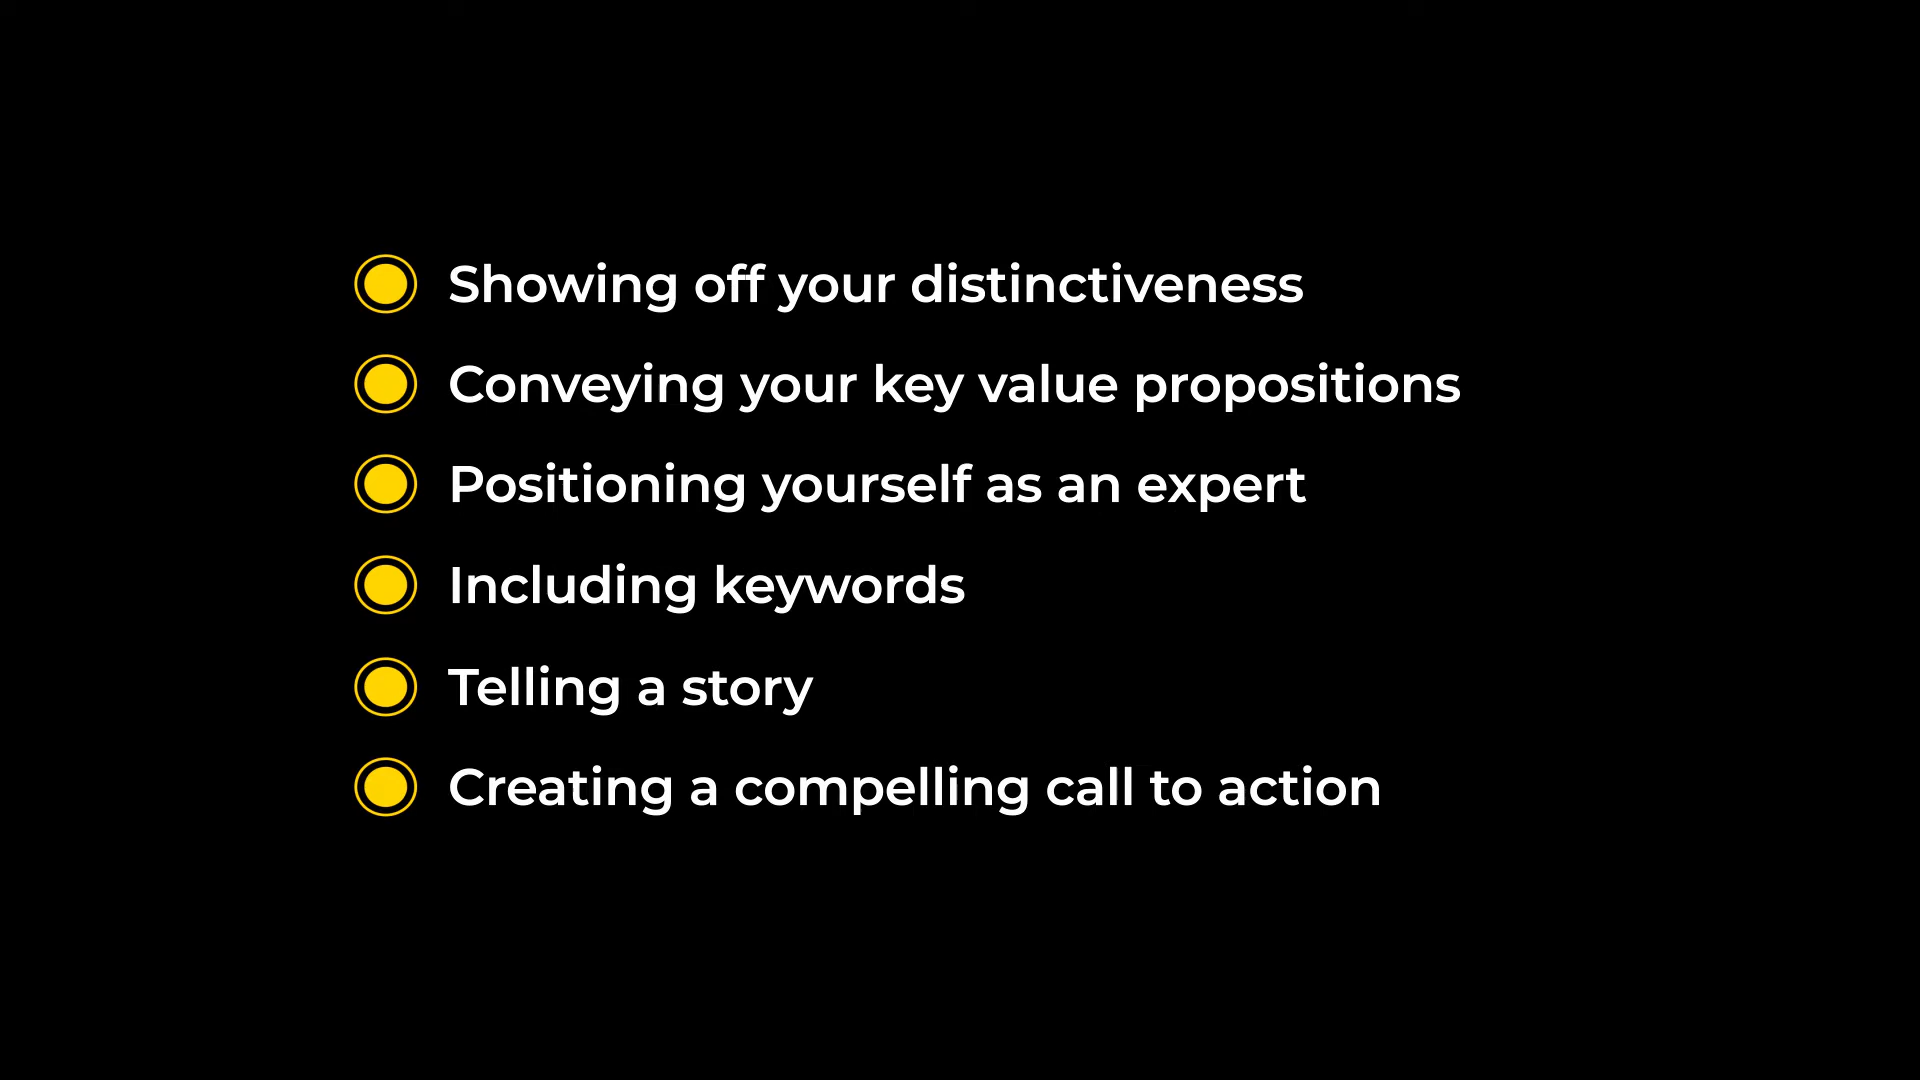 Showing off your distinctiveness
Conveying your key value propositions
Positioning yourself as an expert
Including keywords
Telling a story
Creating a compelling call to action